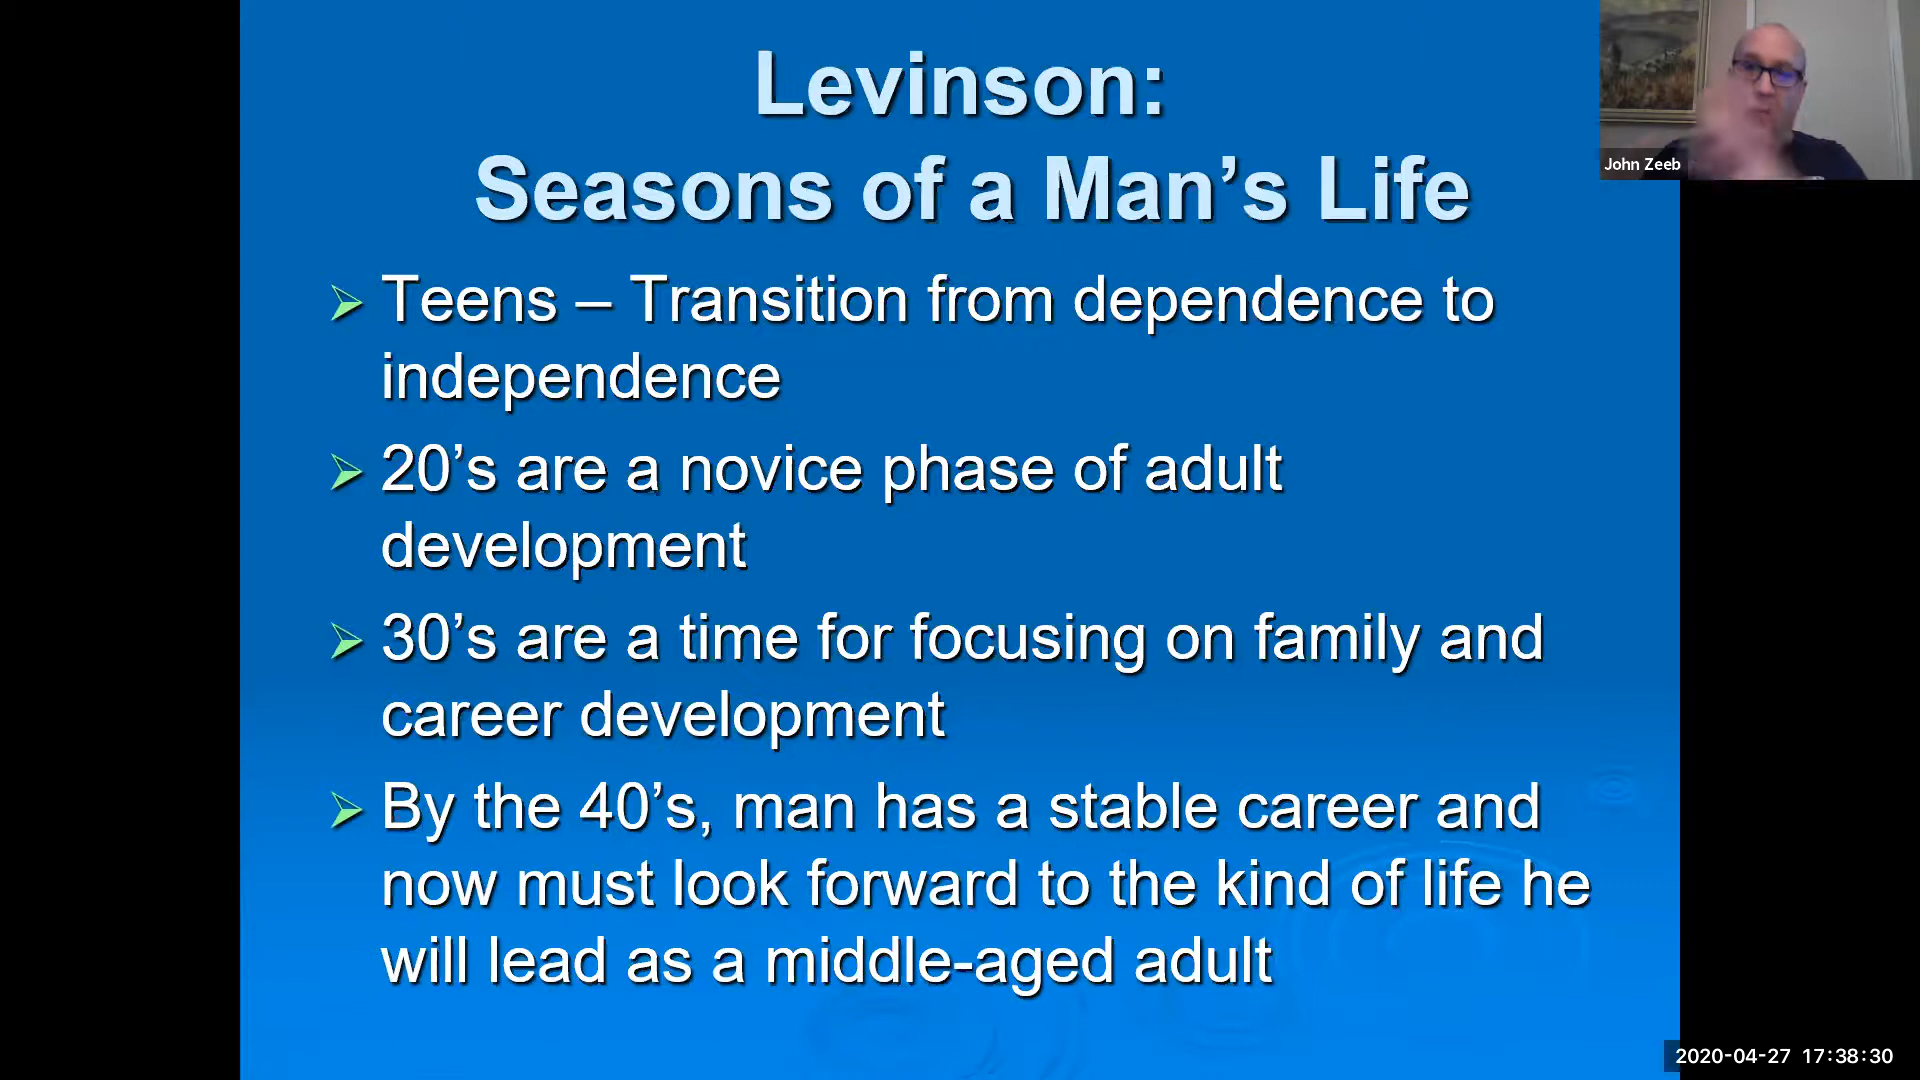 Levinson:
Seasons of a Man’s Life
Teens – Transition from dependence to
independence
20’s are a novice phase of adult
development
30’s are a time for focusing on family and
career development
By the 40’s, man has a stable career and
now must look forward to the kind of life he
will lead as a middle-aged adult
John Zeeb
2020-04-27 17:38:30